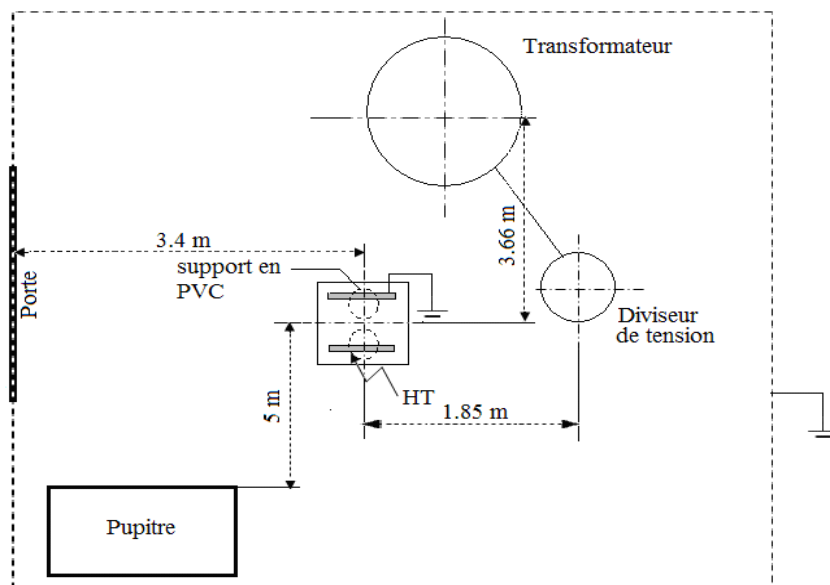 Transformateur
3.4 m
support en
PVC
3.66 m
Porte
Diviseur
de tension
HT
1.85 m
5 m
Pupitre